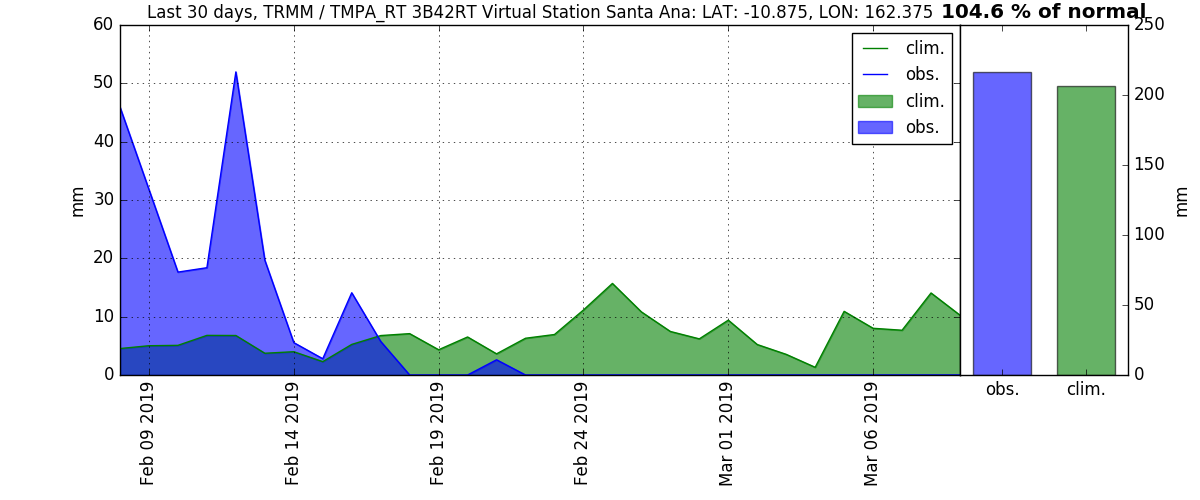 Last 30 days, TRMM / TMPA_RT 3B42RT Virtual Station Santa Ana: LAT: -10.875, LON: 162.375 104.6 % of normal
60
50
40
30
20
10
0
mm
clim.
obs.
clim.
obs.
250
200
150
100
50
0
mm
obs.
clim.
Feb 09 2019
Feb 14 2019
Feb 19 2019
Feb 24 2019
Mar 01 2019
Mar 06 2019